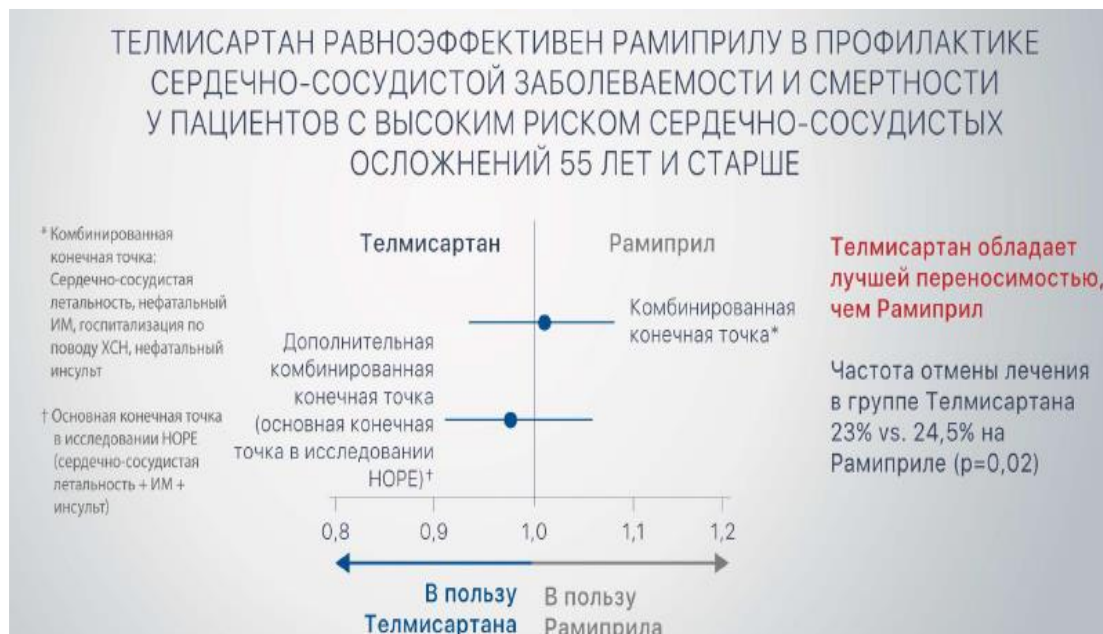 ТЕЛМИСАРТАН РАВНОЭФФЕКТИВЕН РАМИПРИЛУ В ПРОФИЛАКТИКЕ
СЕРДЕЧНО-СОСУДИСТОЙ ЗАБОЛЕВАЕМОСТИ И СМЕРТНОСТИ
У ПАЦИЕНТОВ С ВЫСОКИМ РИСКОМ СЕРДЕЧНО-СОСУДИСТЫХ
ОСЛОЖНЕНИЙ 55 ЛЕТ И СТАРШЕ
* Комбинированная
конечная точка:
Сердечно-сосудистая
летальность, нефатальный
ИМ, госпитализация по
поводу ХСН, нефатальный
инсульт
† Основная конечная точка
в исследовании HOPE
(сердечно-сосудистая
летальность + ИМ +
инсульт)
Телмисартан
Рамиприл
Комбинированная
конечная точка*
Дополнительная
комбинированная
конечная точка
(основная конечная
точка в исследовании
HOPE)†
0,8 0,9 1,0 1,1 1,2
В пользу
Телмисартана
В пользу
Рамиприла
Телмисартан обладает
лучшей переносимостью,
чем Рамиприл
Частота отмены лечения
в группе Телмисартана
23% vs. 24,5% на
Рамиприле (p=0,02)